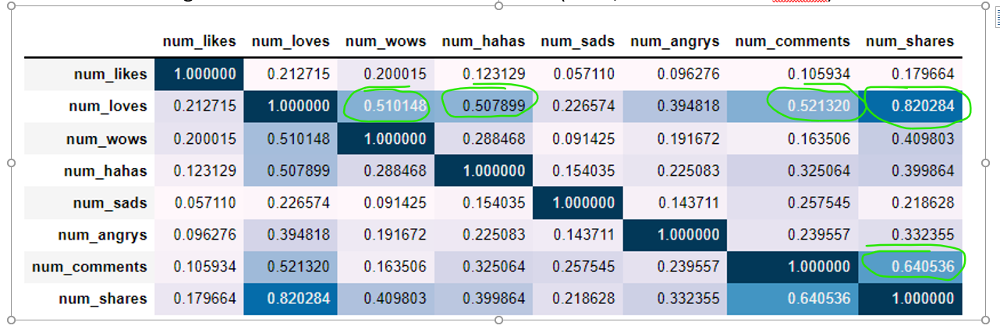 num_likes num_loves num_wows num_hahas num_sads num_angrys num_comments num_shares
num_likes 1.000000 0.212715 0.200015 0.123129 0.057110 0.096276 0.105934 0.179664
num_loves 0.212715 1.000000 0.510148 0.507899 0.226574 0.394818 0.521320 0.820284
num_wows 0.200015 0.510148 1.000000 0.288468 0.091425 0.191672 0.163506 0.409803
num_hahas 0.123129 0.507899 0.288468 1.000000 0.154035 0.225083 0.325064 0.399864
num_sads 0.057110 0.226574 0.091425 0.154035 1.000000 0.143711 0.257545 0.218628
num_angrys 0.096276 0.394818 0.191672 0.225083 0.143711 1.000000 0.239557 0.332355
num_comments 0.105934 0.521320 0.163506 0.325064 0.257545 0.239557 1.000000 0.640536
num_shares 0.179664 0.820284 0.409803 0.399864 0.218628 0.332355 0.640536 1.000000